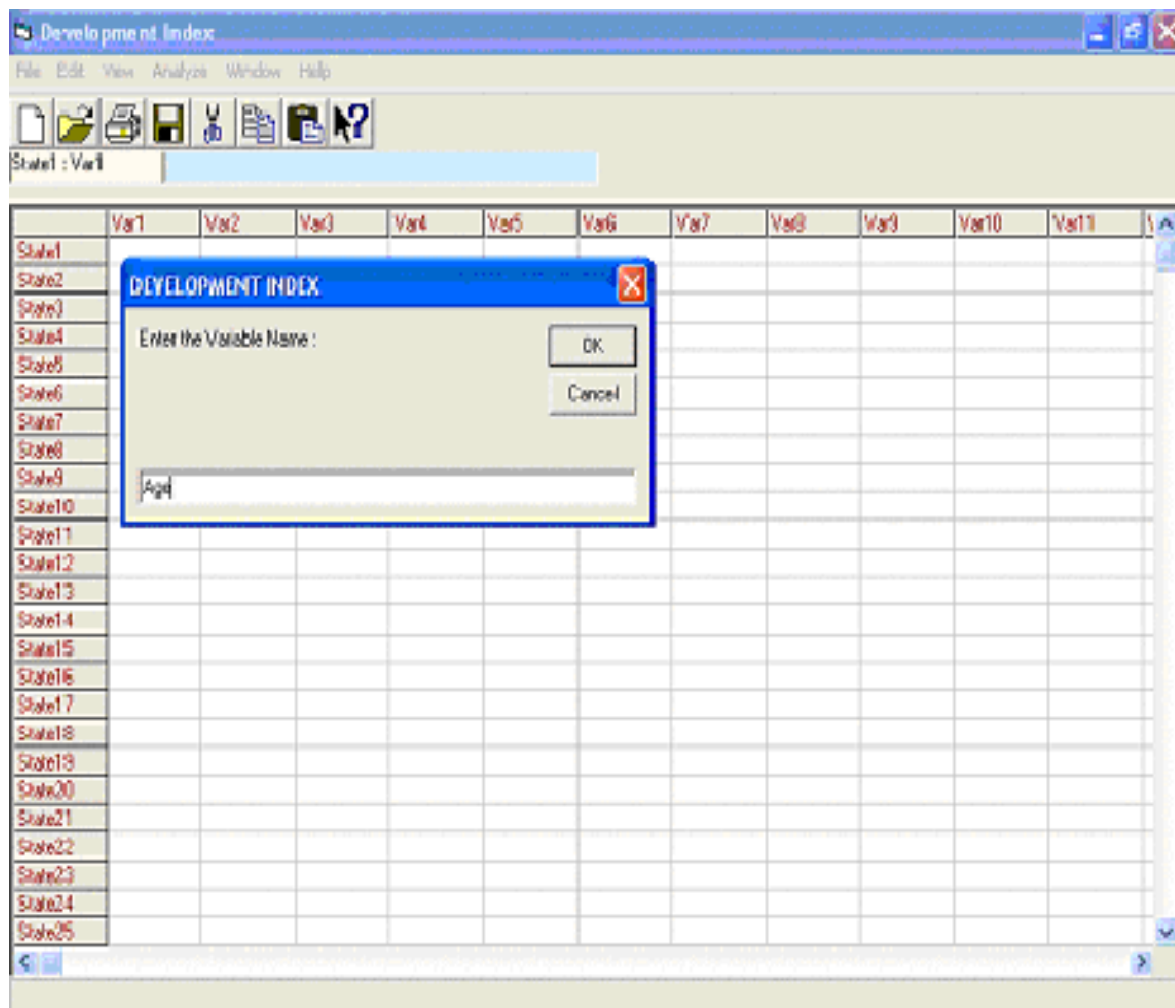 Development Index
File Edit View Analyze Window Help
State1 : Var1
Var1 Var2 Var3 Var4 Var5 Var6 Var7 Var8 Var9 Var10 Var11
State1
State2
State3
State4
State5
State6
State7
State8
State9
State10
State11
State12
State13
State14
State15
State16
State17
State18
State19
State20
State21
State22
State23
State24
State25
DEVELOPMENT INDEX
Enter the Variable Name :
OK
Cancel
Age